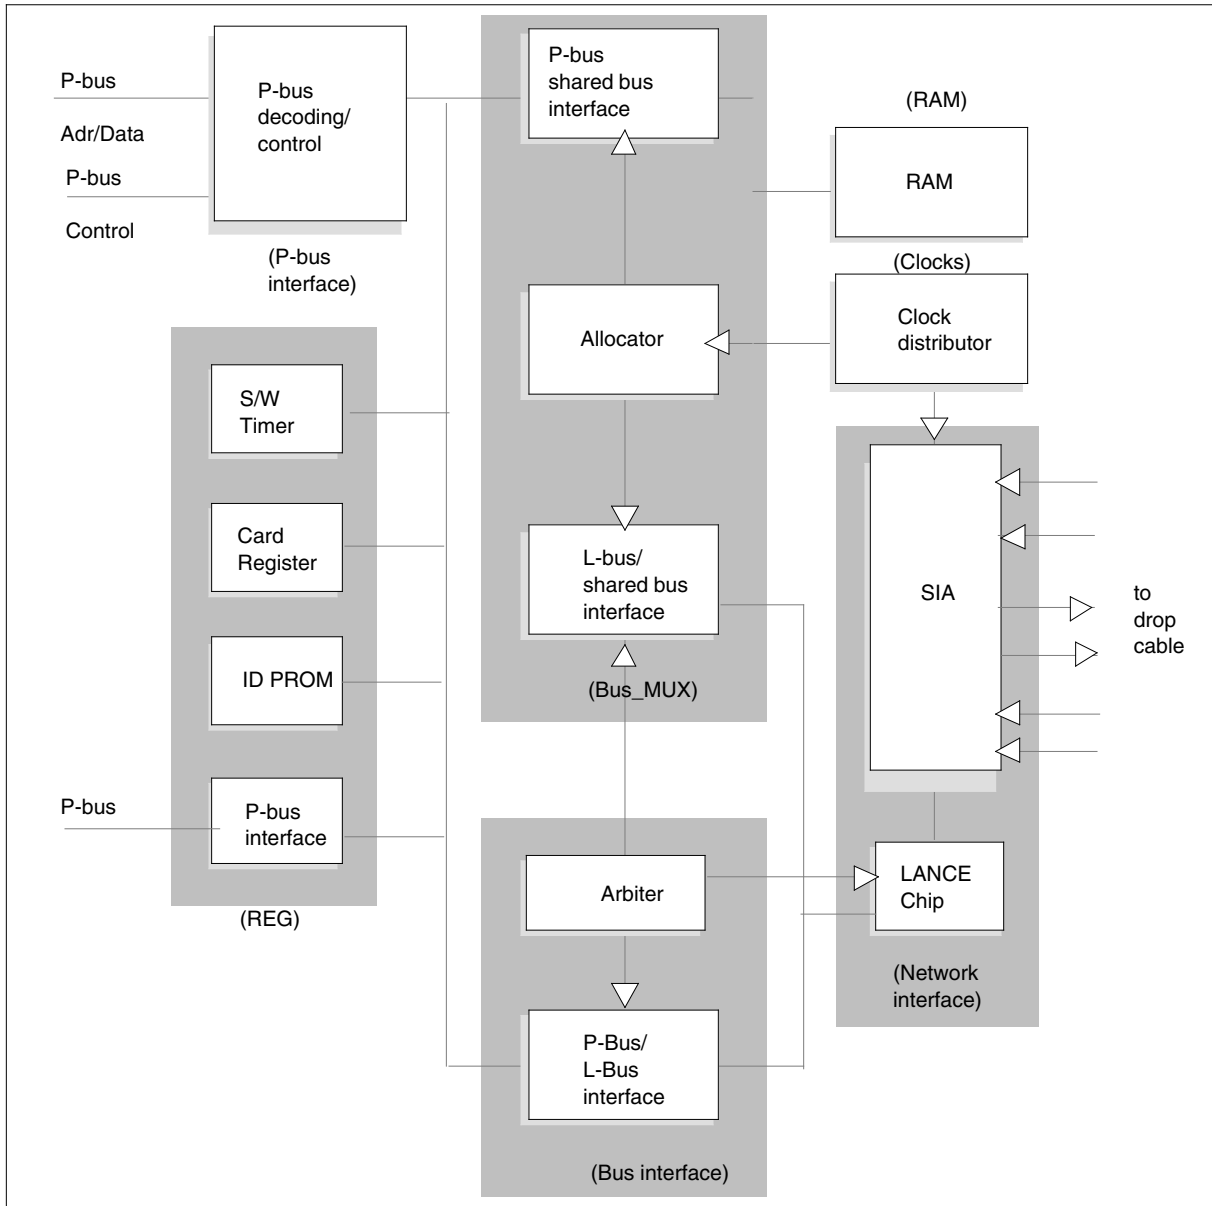 P-bus
Adr/Data
P-bus
Control
P-bus
decoding/
control
(P-bus
interface)
P-bus
shared bus
interface
(RAM)
RAM
(Clocks)
Clock
distributor
Allocator
S/W
Timer
Card
Register
ID PROM
P-bus
P-bus
interface
(REG)
L-bus/
shared bus
interface
(Bus_MUX)
SIA
to
drop
cable
Arbiter
LANCE
Chip
(Network
interface)
P-Bus/
L-Bus
interface
(Bus interface)